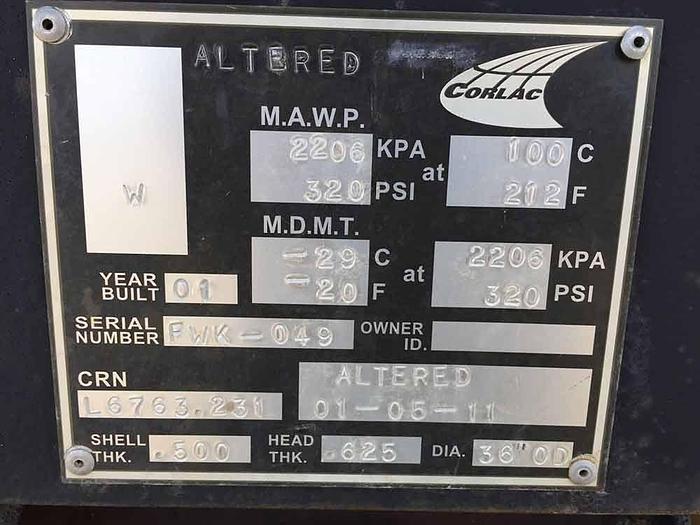 ALTERED
CORLAC
W
M.A.W.P.
2206 KPA at 100 C
320 PSI 212 F
M.D.M.T.
-29 C at 2206 KPA
-20 F 320 PSI
YEAR BUILT 01
SERIAL NUMBER FWK-049 OWNER ID.
CRN L6763.231
ALTERED
01-05-11
SHELL THK. .500 HEAD THK. .625 DIA. 36"OD